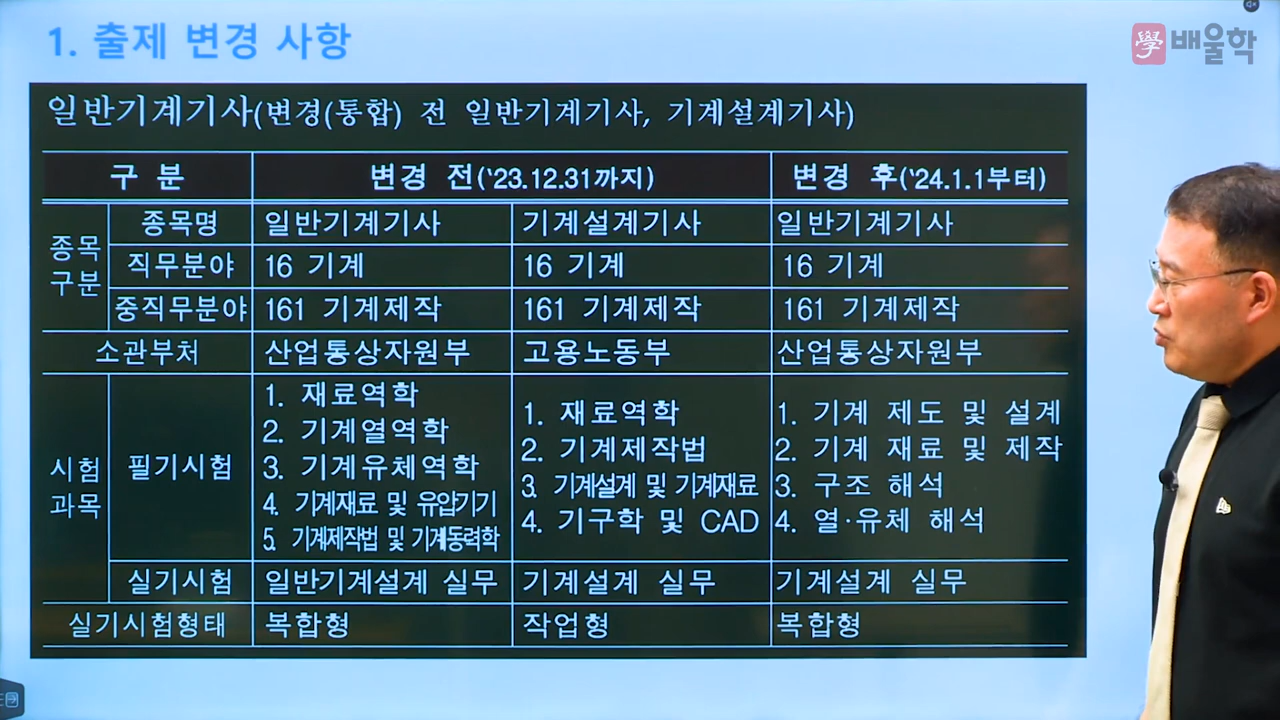 1. 출제 변경 사항
學 배울학
일반기계기사(변경(통합) 전 일반기계기사, 기계설계기사)
구 분 변경 전('23.12.31까지) 변경 후('24.1.1부터)
종목구분 종목명 일반기계기사 기계설계기사 일반기계기사
직무분야 16 기계 16 기계 16 기계
중직무분야 161 기계제작 161 기계제작 161 기계제작
소관부처 산업통상자원부 고용노동부 산업통상자원부
시험과목 필기시험
1. 재료역학
2. 기계열역학
3. 기계유체역학
4. 기계재료 및 유압기기
5. 기계제작법 및 기계동력학
1. 재료역학
2. 기계제작법
3. 기계설계 및 기계재료
4. 기구학 및 CAD
1. 기계 제도 및 설계
2. 기계 재료 및 제작
3. 구조 해석
4. 열·유체 해석
실기시험 일반기계설계 실무 기계설계 실무 기계설계 실무
실기시험형태 복합형 작업형 복합형